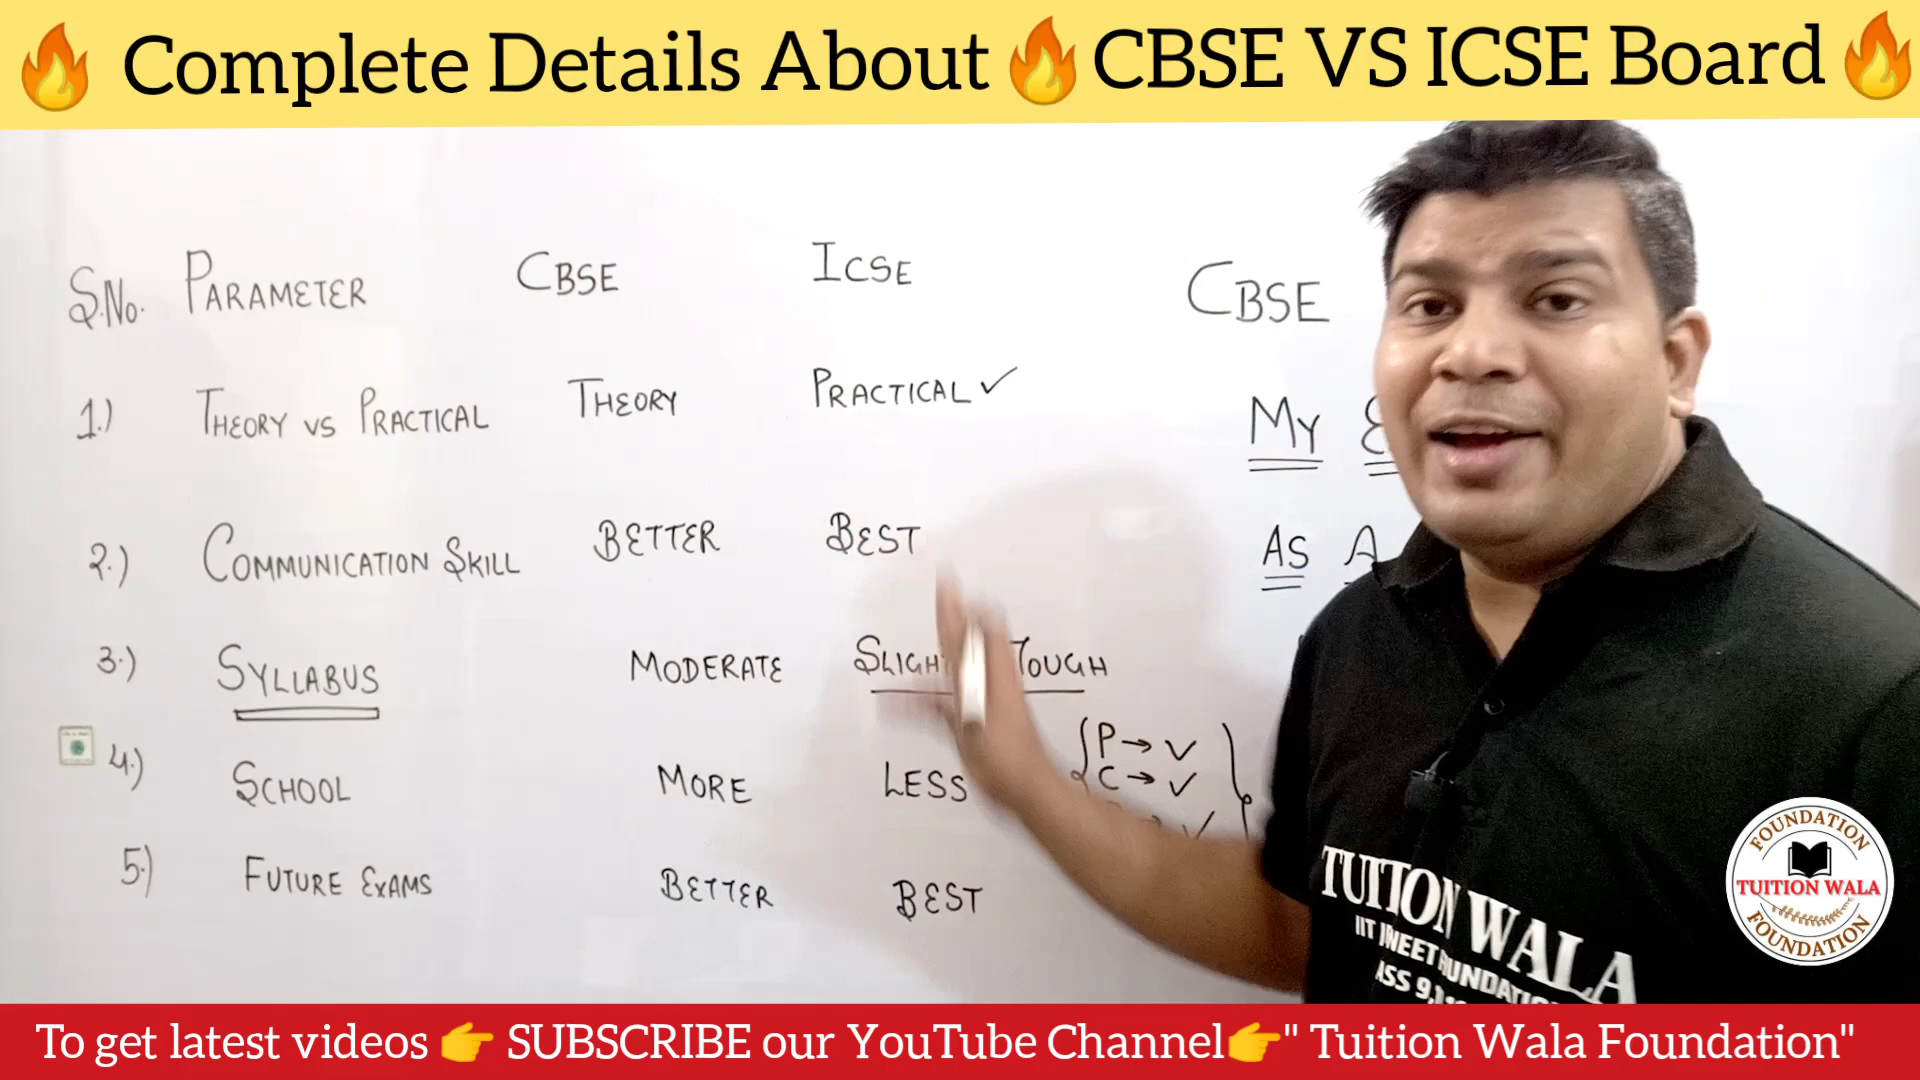 🔥 Complete Details About 🔥 CBSE VS ICSE Board 🔥
S.No. PARAMETER CBSE ICSE
1.) THEORY VS PRACTICAL THEORY PRACTICAL ✓
2.) COMMUNICATION SKILL BETTER BEST
3.) SYLLABUS MODERATE TOUGH
4.) SCHOOL MORE LESS
5.) FUTURE EXAMS BETTER BEST
P → ✓
C → ✓
→ ✓
CBSE
MY
AS A
TUITION WALA
IIT
FOUNDATION
TUITION WALA
FOUNDATION
To get latest videos 👉 SUBSCRIBE our YouTube Channel 👉 " Tuition Wala Foundation"